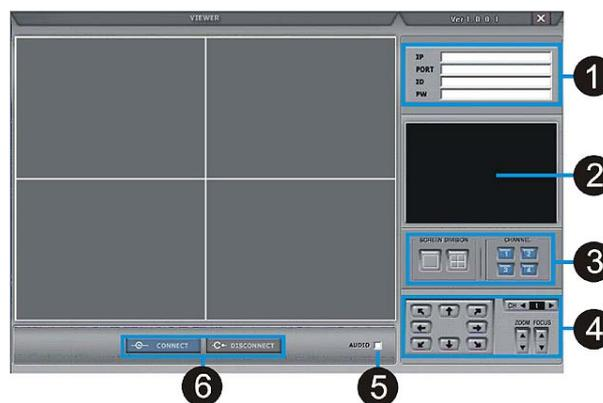 VIEWER
Ver 1.0.0.1 X
IP
PORT
ID
PW
1
2
SCREEN DIVISION CHANNEL
1 2
3 4
3
CH 1
ZOOM FOCUS
4
CONNECT DISCONNECT AUDIO
6 5